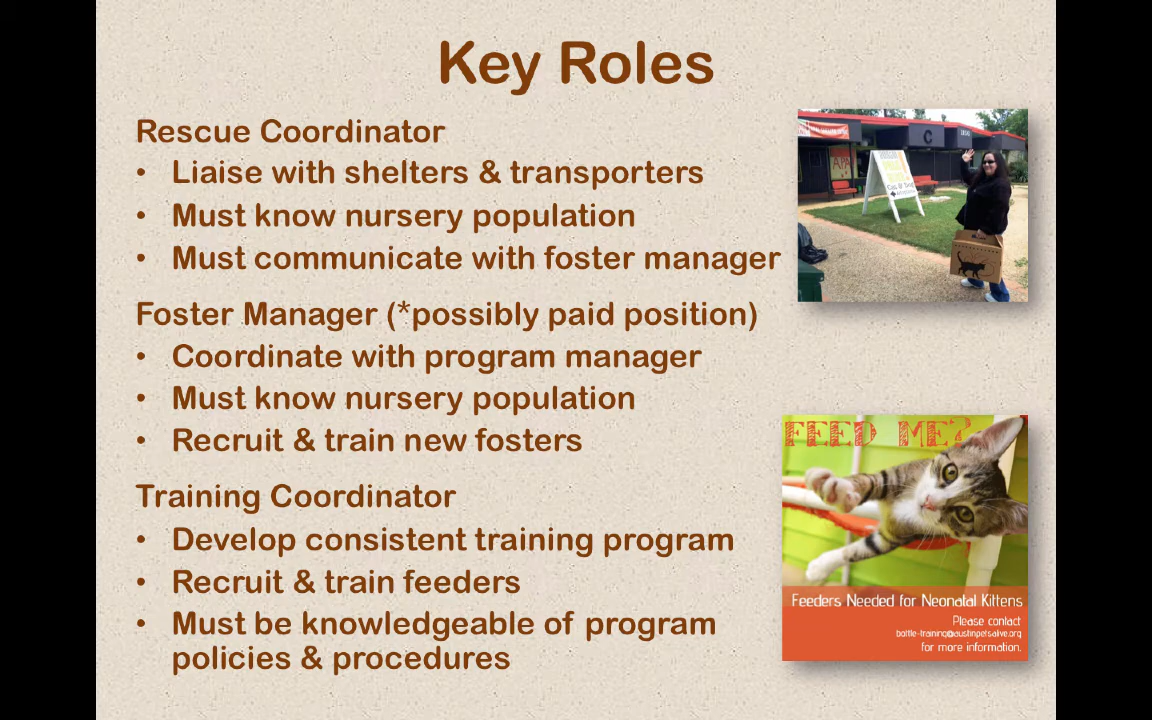 Key Roles
Rescue Coordinator
• Liaise with shelters & transporters
• Must know nursery population
• Must communicate with foster manager
Foster Manager (*possibly paid position)
• Coordinate with program manager
• Must know nursery population
• Recruit & train new fosters
Training Coordinator
• Develop consistent training program
• Recruit & train feeders
• Must be knowledgeable of program
policies & procedures
C
FEED ME?
Feeders Needed for Neonatal Kittens
Please contact
bottle-training@austinpetsalive.org
for more information.